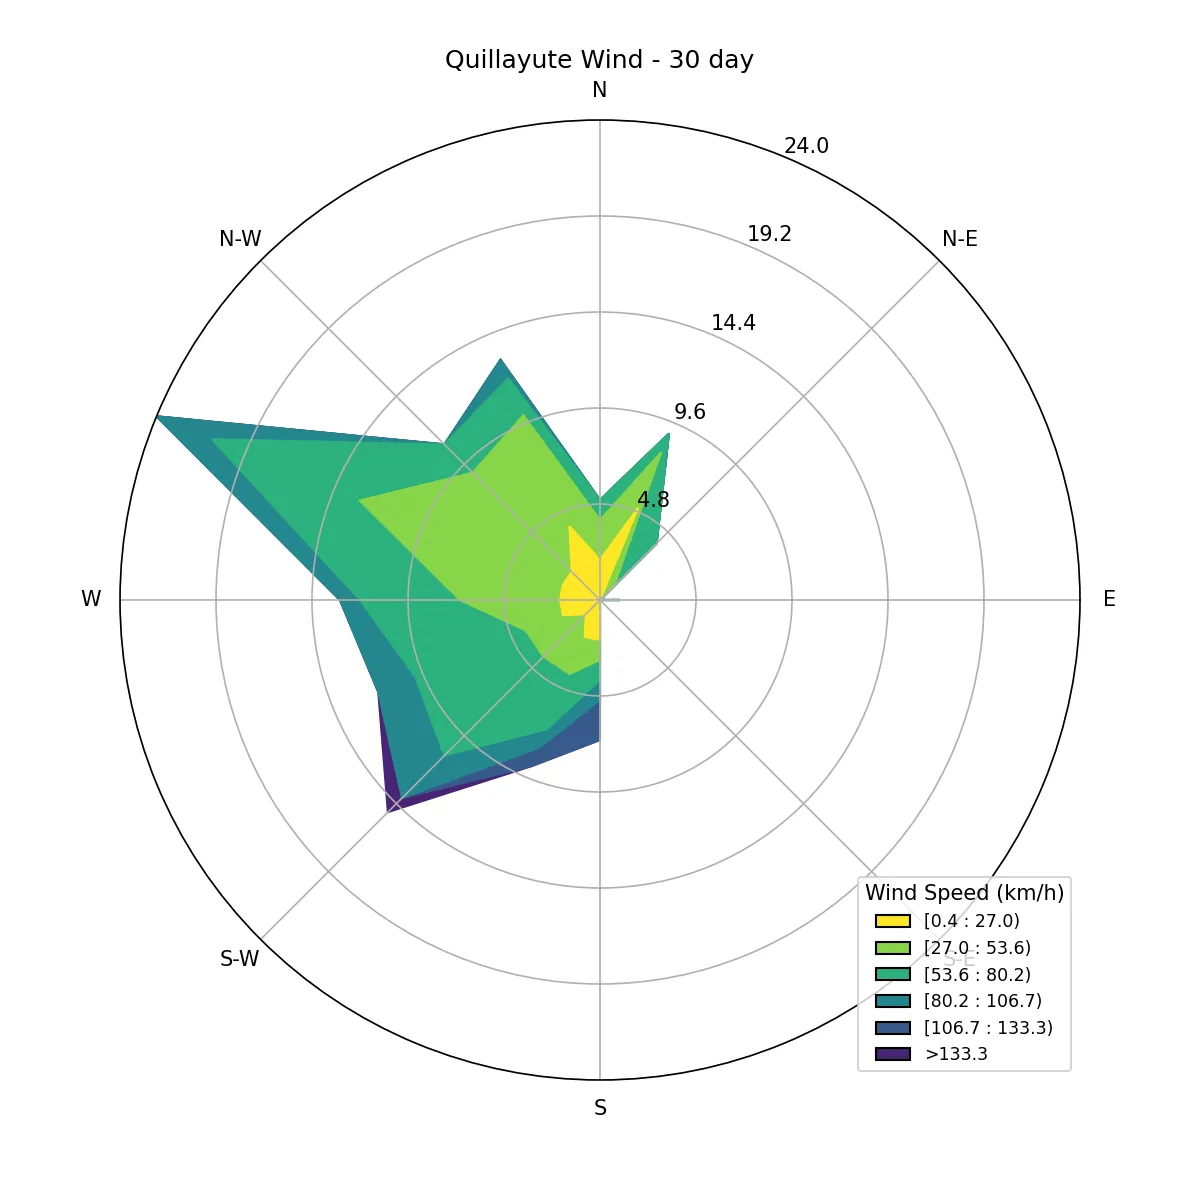 Quillayute Wind - 30 day
N
24.0
N-W
19.2
N-E
14.4
9.6
4.8
W
E
Wind Speed (km/h)
[0.4 : 27.0)
[27.0 : 53.6)
S-W
S-E
[53.6 : 80.2)
[80.2 : 106.7)
[106.7 : 133.3)
>133.3
S